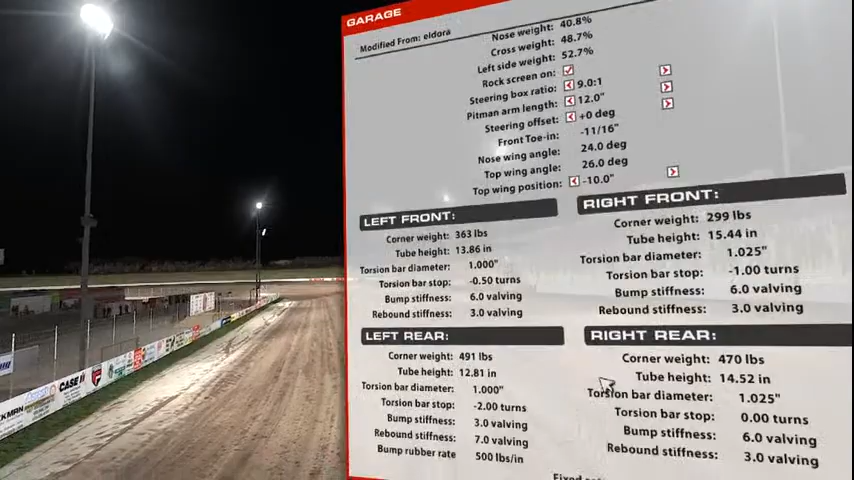 GARAGE
Modified From: eldora
Nose weight: 40.8%
Cross weight: 48.7%
Left side weight: 52.7%
Rock screen on:
Steering box ratio: 9.0:1
Pitman arm length: 12.0"
Steering offset: +0 deg
Front Toe-in: -11/16"
Nose wing angle: 24.0 deg
Top wing angle: 26.0 deg
Top wing position: -10.0"
LEFT FRONT:
Corner weight: 363 lbs
Tube height: 13.86 in
Torsion bar diameter: 1.000"
Torsion bar stop: -0.50 turns
Bump stiffness: 6.0 valving
Rebound stiffness: 3.0 valving
RIGHT FRONT:
Corner weight: 299 lbs
Tube height: 15.44 in
Torsion bar diameter: 1.025"
Torsion bar stop: -1.00 turns
Bump stiffness: 6.0 valving
Rebound stiffness: 3.0 valving
LEFT REAR:
Corner weight: 491 lbs
Tube height: 12.81 in
Torsion bar diameter: 1.000"
Torsion bar stop: -2.00 turns
Bump stiffness: 3.0 valving
Rebound stiffness: 7.0 valving
Bump rubber rate 500 lbs/in
RIGHT REAR:
Corner weight: 470 lbs
Tube height: 14.52 in
Torsion bar diameter: 1.025"
Torsion bar stop: 0.00 turns
Bump stiffness: 6.0 valving
Rebound stiffness: 3.0 valving
CASE